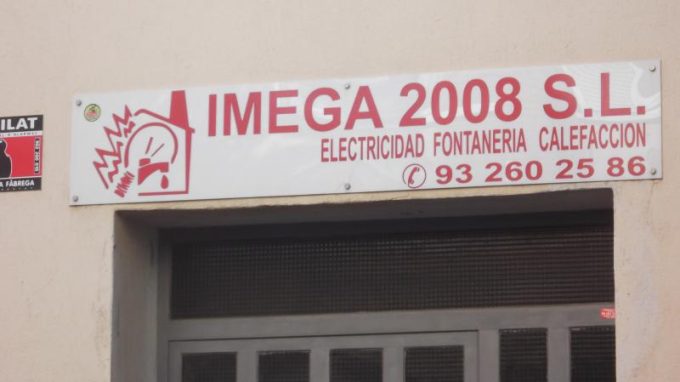 IMEGA 2008 S.L.
ELECTRICIDAD FONTANERIA CALEFACCION
93 260 25 86
ILAT
A FÀBREGA